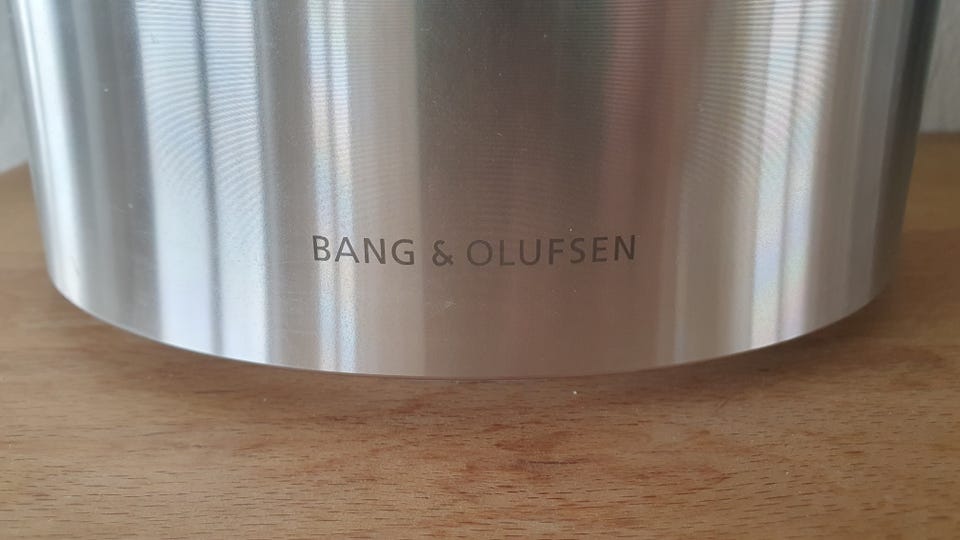 BANG & OLUFSEN